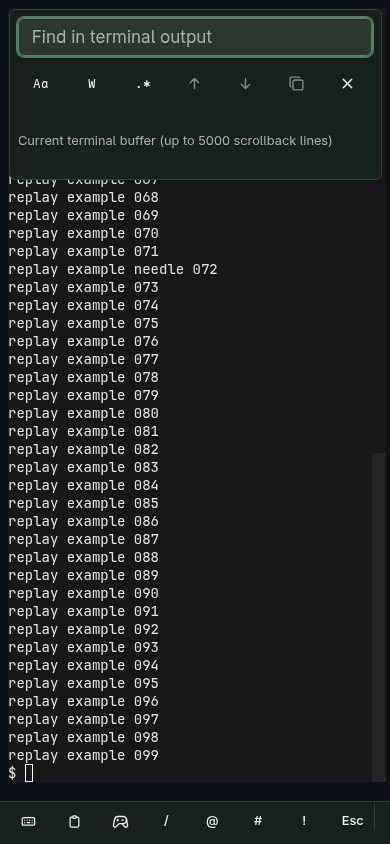 Find in terminal output
Aa W .*
Current terminal buffer (up to 5000 scrollback lines)
replay example 067
replay example 068
replay example 069
replay example 070
replay example 071
replay example needle 072
replay example 073
replay example 074
replay example 075
replay example 076
replay example 077
replay example 078
replay example 079
replay example 080
replay example 081
replay example 082
replay example 083
replay example 084
replay example 085
replay example 086
replay example 087
replay example 088
replay example 089
replay example 090
replay example 091
replay example 092
replay example 093
replay example 094
replay example 095
replay example 096
replay example 097
replay example 098
replay example 099
$
/ @ # ! Esc